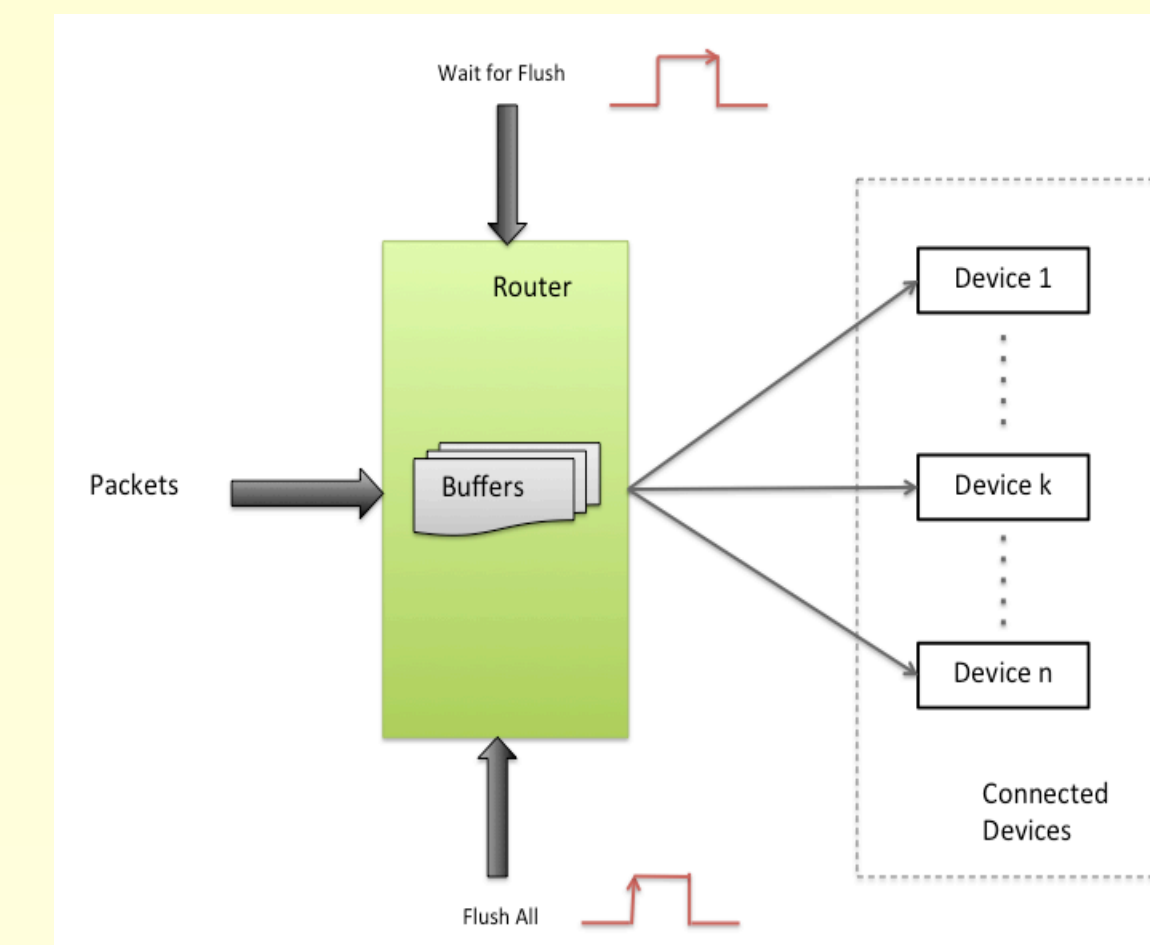 Wait for Flush
Router
Device 1
Packets
Buffers
Device k
Device n
Connected
Devices
Flush All